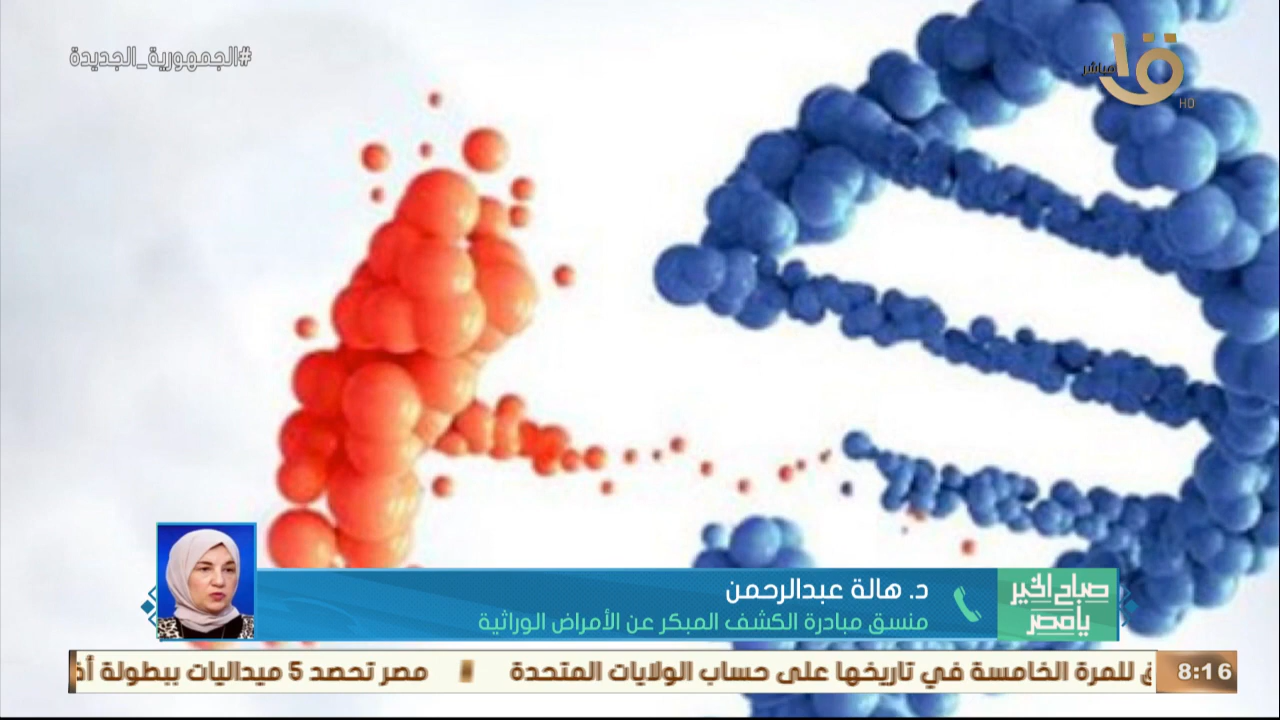 #الجمهورية_الجديدة
مباشر
HD
د. هالة عبدالرحمن
منسق مبادرة الكشف المبكر عن الأمراض الوراثية
صباح الخير
يا مصر
8:16
للمرة الخامسة في تاريخها على حساب الولايات المتحدة
مصر تحصد 5 ميداليات ببطولة